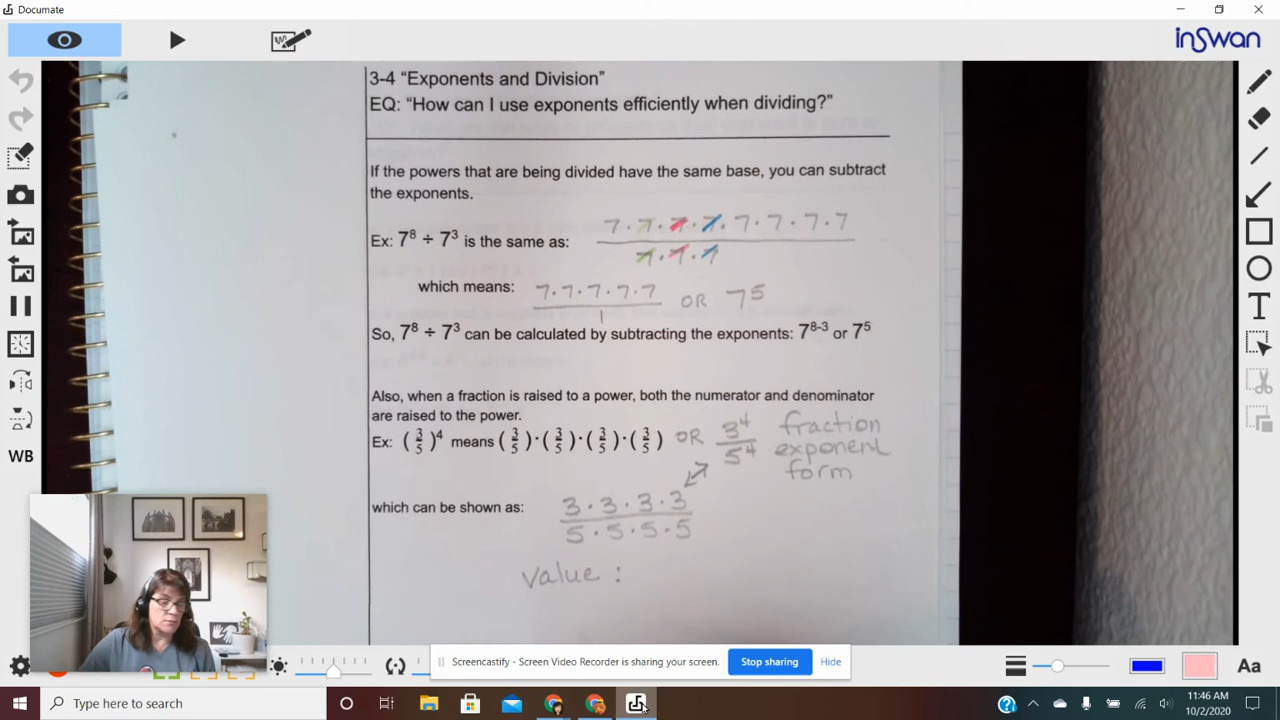 Documate
inSwan
3-4 “Exponents and Division”
EQ: “How can I use exponents efficiently when dividing?”
If the powers that are being divided have the same base, you can subtract
the exponents.
7·7·7·7·7·7·7·7
Ex: 7⁸ ÷ 7³ is the same as:
7·7·7
which means: 7·7·7·7·7 OR 7⁵
1
So, 7⁸ ÷ 7³ can be calculated by subtracting the exponents: 7⁸⁻³ or 7⁵
Also, when a fraction is raised to a power, both the numerator and denominator
are raised to the power.
Ex: (3/5)⁴ means (3/5)·(3/5)·(3/5)·(3/5) OR 3⁴/5⁴ fraction
exponent
form
which can be shown as: 3·3·3·3
5·5·5·5
value :
T
WB
Screencastify - Screen Video Recorder is sharing your screen. Stop sharing Hide
Aa
Type here to search
11:46 AM
10/2/2020